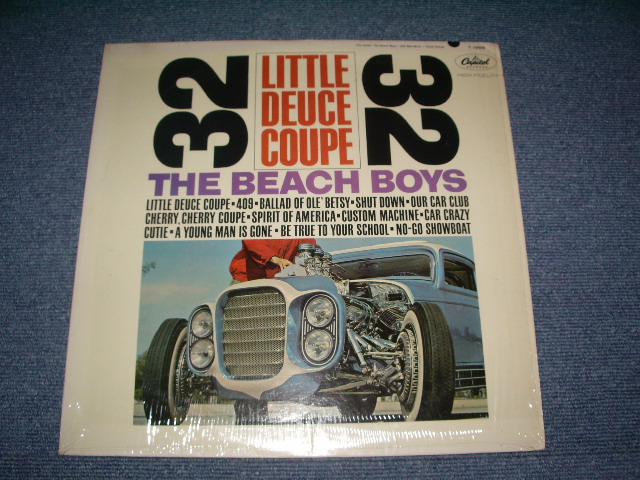 Capitol
HIGH FIDELITY
32
LITTLE
DEUCE
COUPE
32
THE BEACH BOYS
LITTLE DEUCE COUPE • 409 • BALLAD OF OLE' BETSY • SHUT DOWN • OUR CAR CLUB
CHERRY, CHERRY COUPE • SPIRIT OF AMERICA • CUSTOM MACHINE • CAR CRAZY
CUTIE • A YOUNG MAN IS GONE • BE TRUE TO YOUR SCHOOL • NO-GO SHOWBOAT